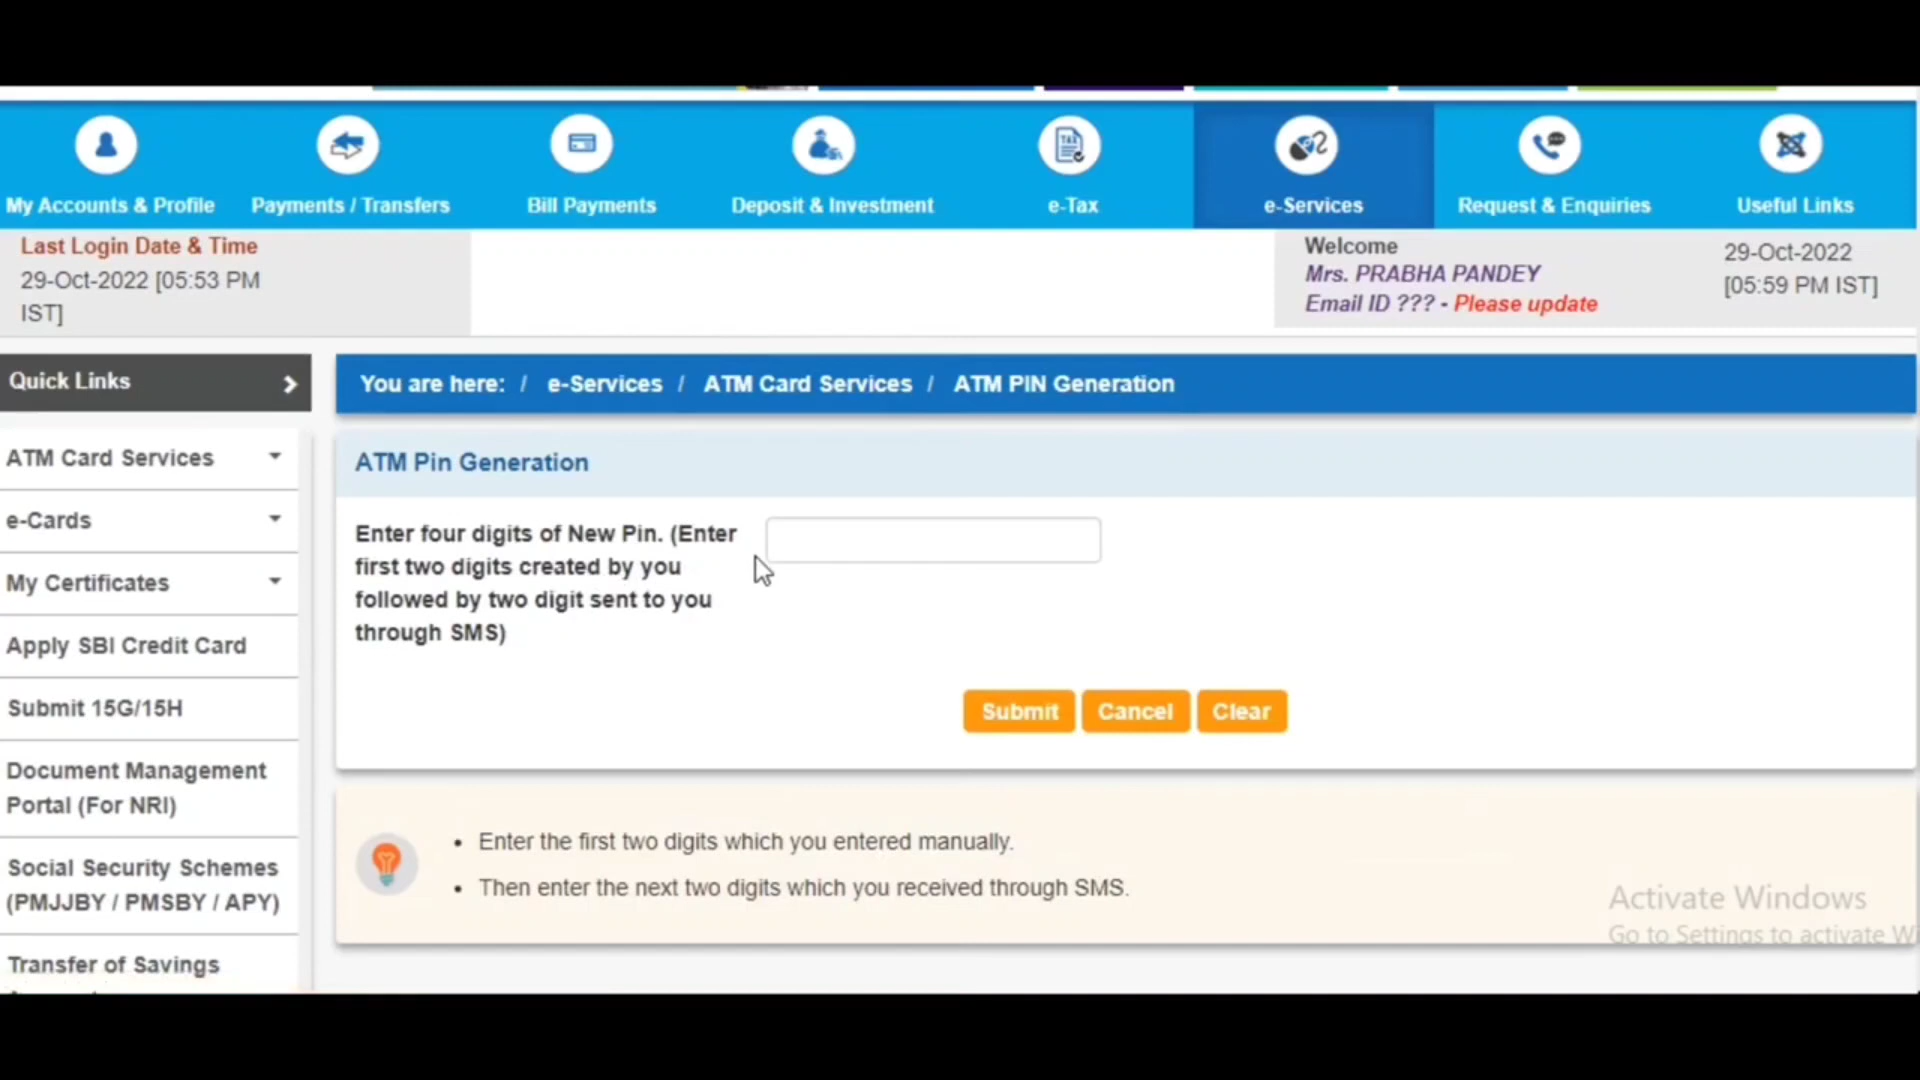 My Accounts & Profile
Payments / Transfers
Bill Payments
Deposit & Investment
e-Tax
e-Services
Request & Enquiries
Useful Links
Last Login Date & Time
29-Oct-2022 [05:53 PM
IST]
Welcome
Mrs. PRABHA PANDEY
Email ID ??? - Please update
29-Oct-2022
[05:59 PM IST]
Quick Links
You are here: / e-Services / ATM Card Services / ATM PIN Generation
ATM Card Services
e-Cards
My Certificates
Apply SBI Credit Card
Submit 15G/15H
Document Management
Portal (For NRI)
Social Security Schemes
(PMJJBY / PMSBY / APY)
Transfer of Savings
ATM Pin Generation
Enter four digits of New Pin. (Enter
first two digits created by you
followed by two digit sent to you
through SMS)
Submit
Cancel
Clear
• Enter the first two digits which you entered manually.
• Then enter the next two digits which you received through SMS.
Activate Windows
Go to Settings to activate W